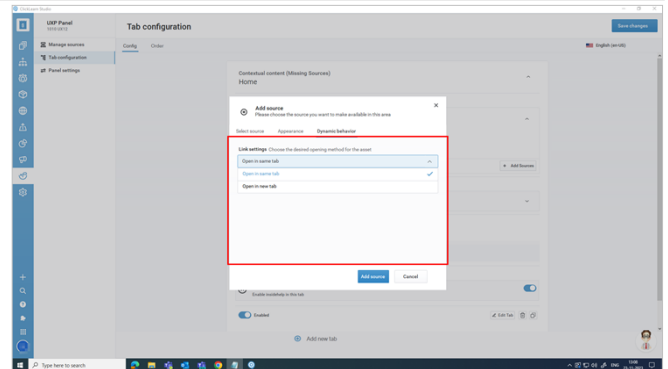 ClickLearn Studio
UXP Panel
Tab configuration
Save changes
Manage sources
Tab configuration
Panel settings
Config
Order
English (en-US)
Contextual content (Missing Sources)
Home
Add source
Please choose the source you want to make available in this area
Select source
Appearance
Dynamic behavior
Link settings Choose the desired opening method for the asset
Open in same tab
Open in same tab
Open in new tab
+ Add Sources
Add source
Cancel
Enabled
Edit Tab
Add new tab
Type here to search
ENG